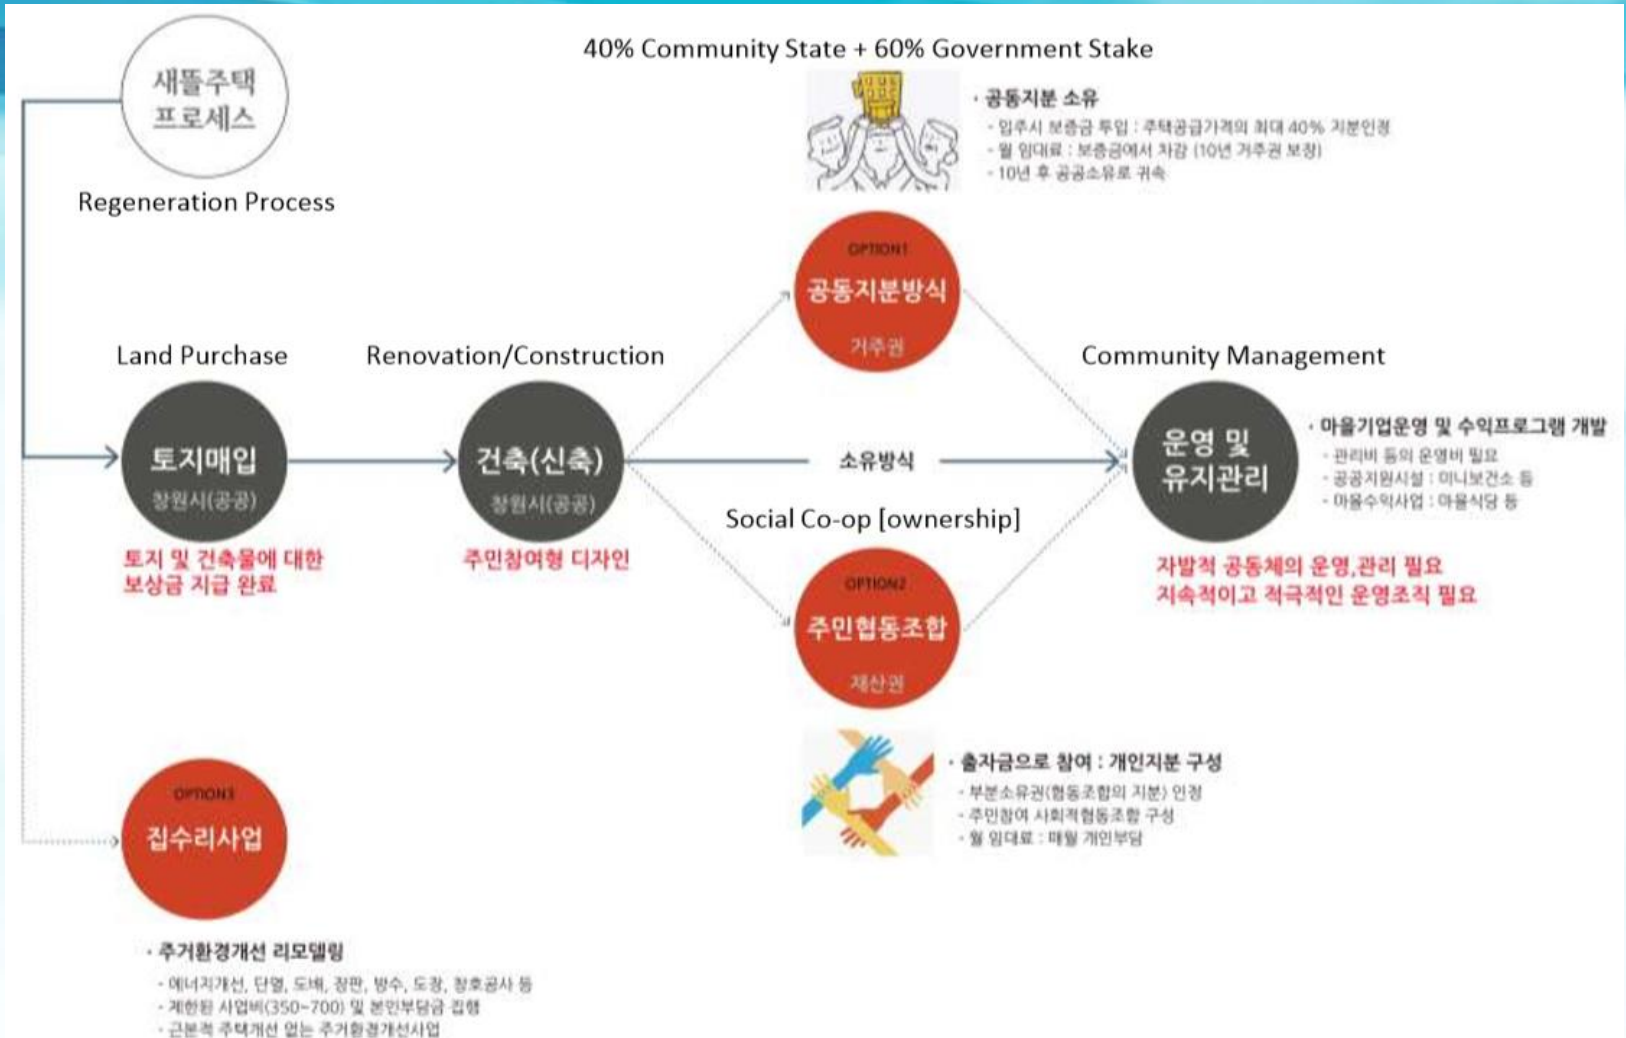 새뜰주택
프로세스
Regeneration Process
40% Community State + 60% Government Stake
· 공동지분 소유
- 입주시 보증금 투입 : 주택공급가격의 최대 40% 지분인정
- 월 임대료 : 보증금에서 차감 (10년 거주권 보장)
- 10년 후 공공소유로 귀속
OPTION1
공동지분방식
거주권
Land Purchase
토지매입
창원시(공공)
토지 및 건축물에 대한
보상금 지급 완료
Renovation/Construction
건축(신축)
창원시(공공)
주민참여형 디자인
소유방식
Social Co-op [ownership]
OPTION2
주민협동조합
재산권
· 출자금으로 참여 : 개인지분 구성
- 부분소유권(협동조합의 지분) 인정
- 주민참여 사회적협동조합 구성
- 월 임대료 : 매월 개인부담
Community Management
운영 및
유지관리
· 마을기업운영 및 수익프로그램 개발
- 관리비 등의 운영비 필요
- 공공지원시설 : 미니보건소 등
- 마을수익사업 : 마을식당 등
자발적 공동체의 운영,관리 필요
지속적이고 적극적인 운영조직 필요
OPTION3
집수리사업
· 주거환경개선 리모델링
- 에너지개선, 단열, 도배, 장판, 방수, 도장, 창호공사 등
- 제한된 사업비(350~700) 및 본인부담금 집행
- 근본적 주택개선 없는 주거환경개선사업